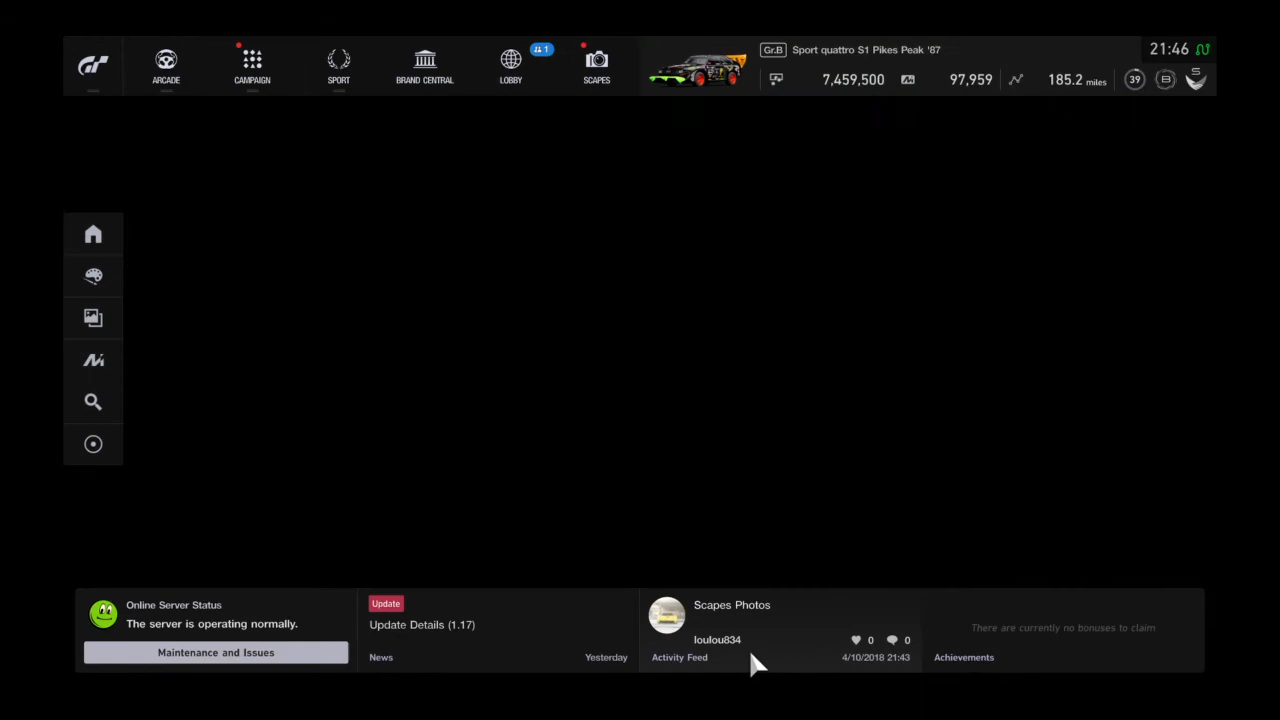 ARCADE
CAMPAIGN
SPORT
BRAND CENTRAL
1
LOBBY
SCAPES
Gr.B Sport quattro S1 Pikes Peak '87
7,459,500
97,959
185.2 miles
21:46
39
B
S
Online Server Status
The server is operating normally.
Maintenance and Issues
Update
Update Details (1.17)
News
Yesterday
Scapes Photos
loulou834
0
0
Activity Feed
4/10/2018 21:43
There are currently no bonuses to claim
Achievements